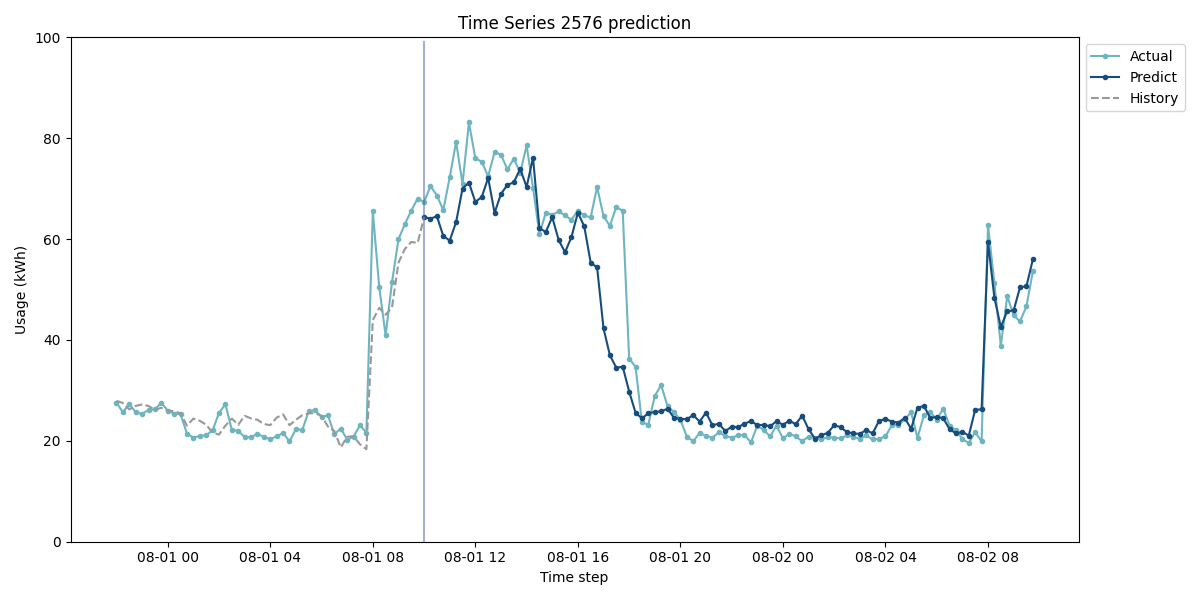 Time Series 2576 prediction
100
80
60
40
20
0
Usage (kWh)
08-01 00
08-01 04
08-01 08
08-01 12
08-01 16
08-01 20
08-02 00
08-02 04
08-02 08
Time step
Actual
Predict
History